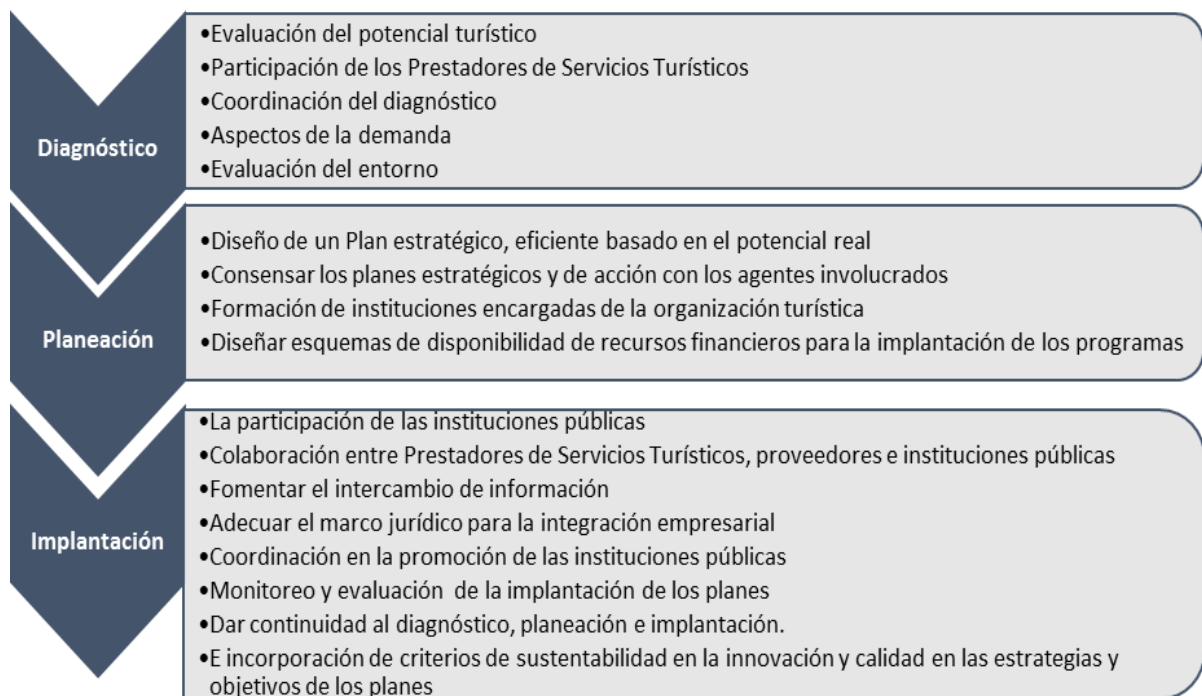 Diagnóstico
•Evaluación del potencial turístico
•Participación de los Prestadores de Servicios Turísticos
•Coordinación del diagnóstico
•Aspectos de la demanda
•Evaluación del entorno
Planeación
•Diseño de un Plan estratégico, eficiente basado en el potencial real
•Consensar los planes estratégicos y de acción con los agentes involucrados
•Formación de instituciones encargadas de la organización turística
•Diseñar esquemas de disponibilidad de recursos financieros para la implantación de los programas
Implantación
•La participación de las instituciones públicas
•Colaboración entre Prestadores de Servicios Turísticos, proveedores e instituciones públicas
•Fomentar el intercambio de información
•Adecuar el marco jurídico para la integración empresarial
•Coordinación en la promoción de las instituciones públicas
•Monitoreo y evaluación de la implantación de los planes
•Dar continuidad al diagnóstico, planeación e implantación.
•E incorporación de criterios de sustentabilidad en la innovación y calidad en las estrategias y
objetivos de los planes